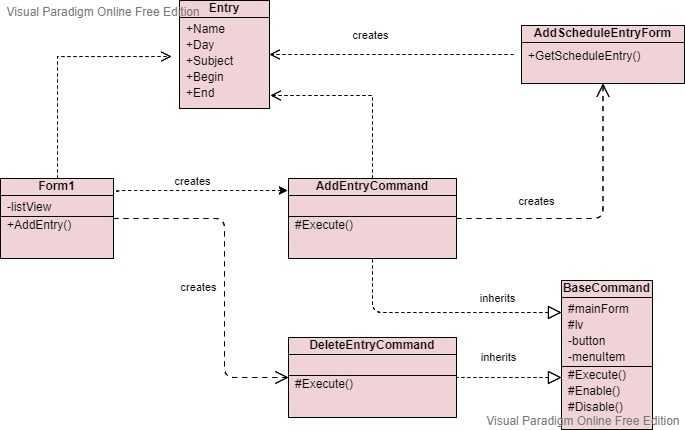 Visual Paradigm Online Free Edition
Entry
+Name
+Day
+Subject
+Begin
+End
creates
AddScheduleEntryForm
+GetScheduleEntry()
Form1
-listView
+AddEntry()
creates
AddEntryCommand
#Execute()
creates
creates
inherits
BaseCommand
#mainForm
#lv
-button
-menuItem
#Execute()
#Enable()
#Disable()
DeleteEntryCommand
#Execute()
inherits
Visual Paradigm Online Free Edition